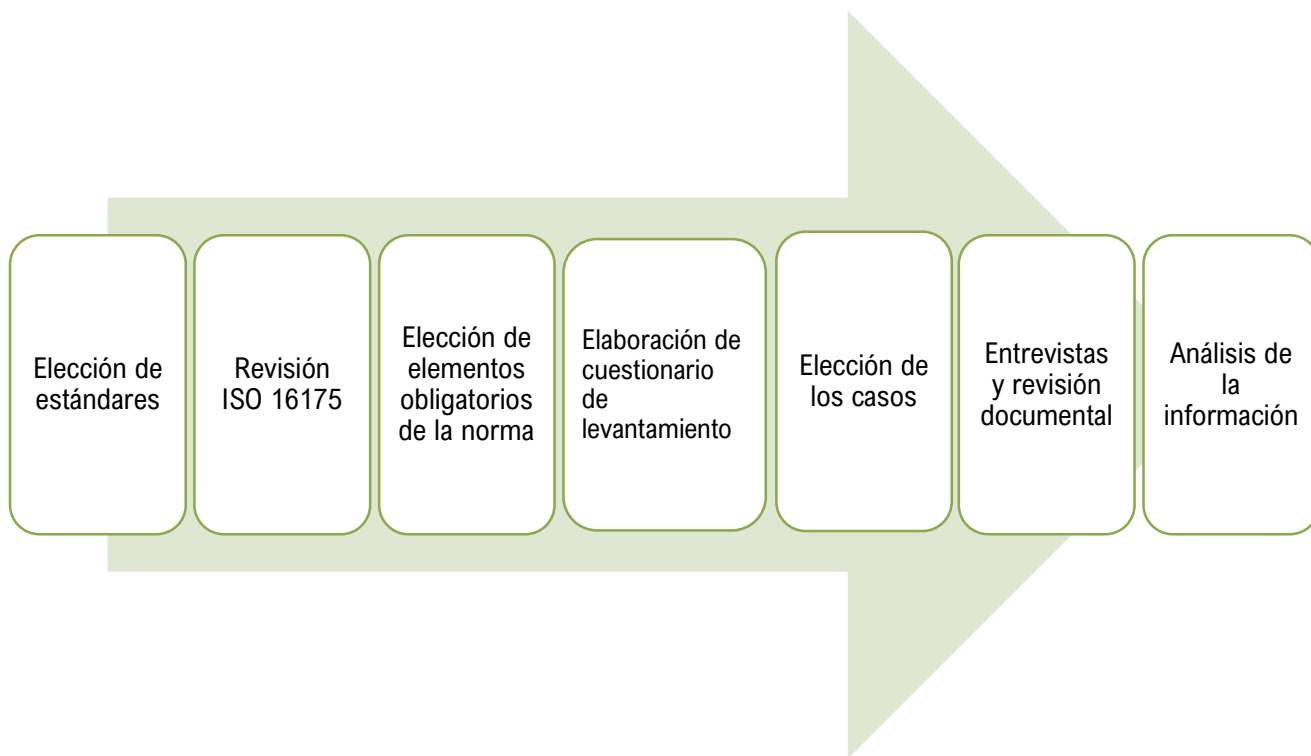 Elección de
estándares
Revisión
ISO 16175
Elección de
elementos
obligatorios
de la norma
Elaboración de
cuestionario
de
levantamiento
Elección de
los casos
Entrevistas
y revisión
documental
Análisis de
la
información